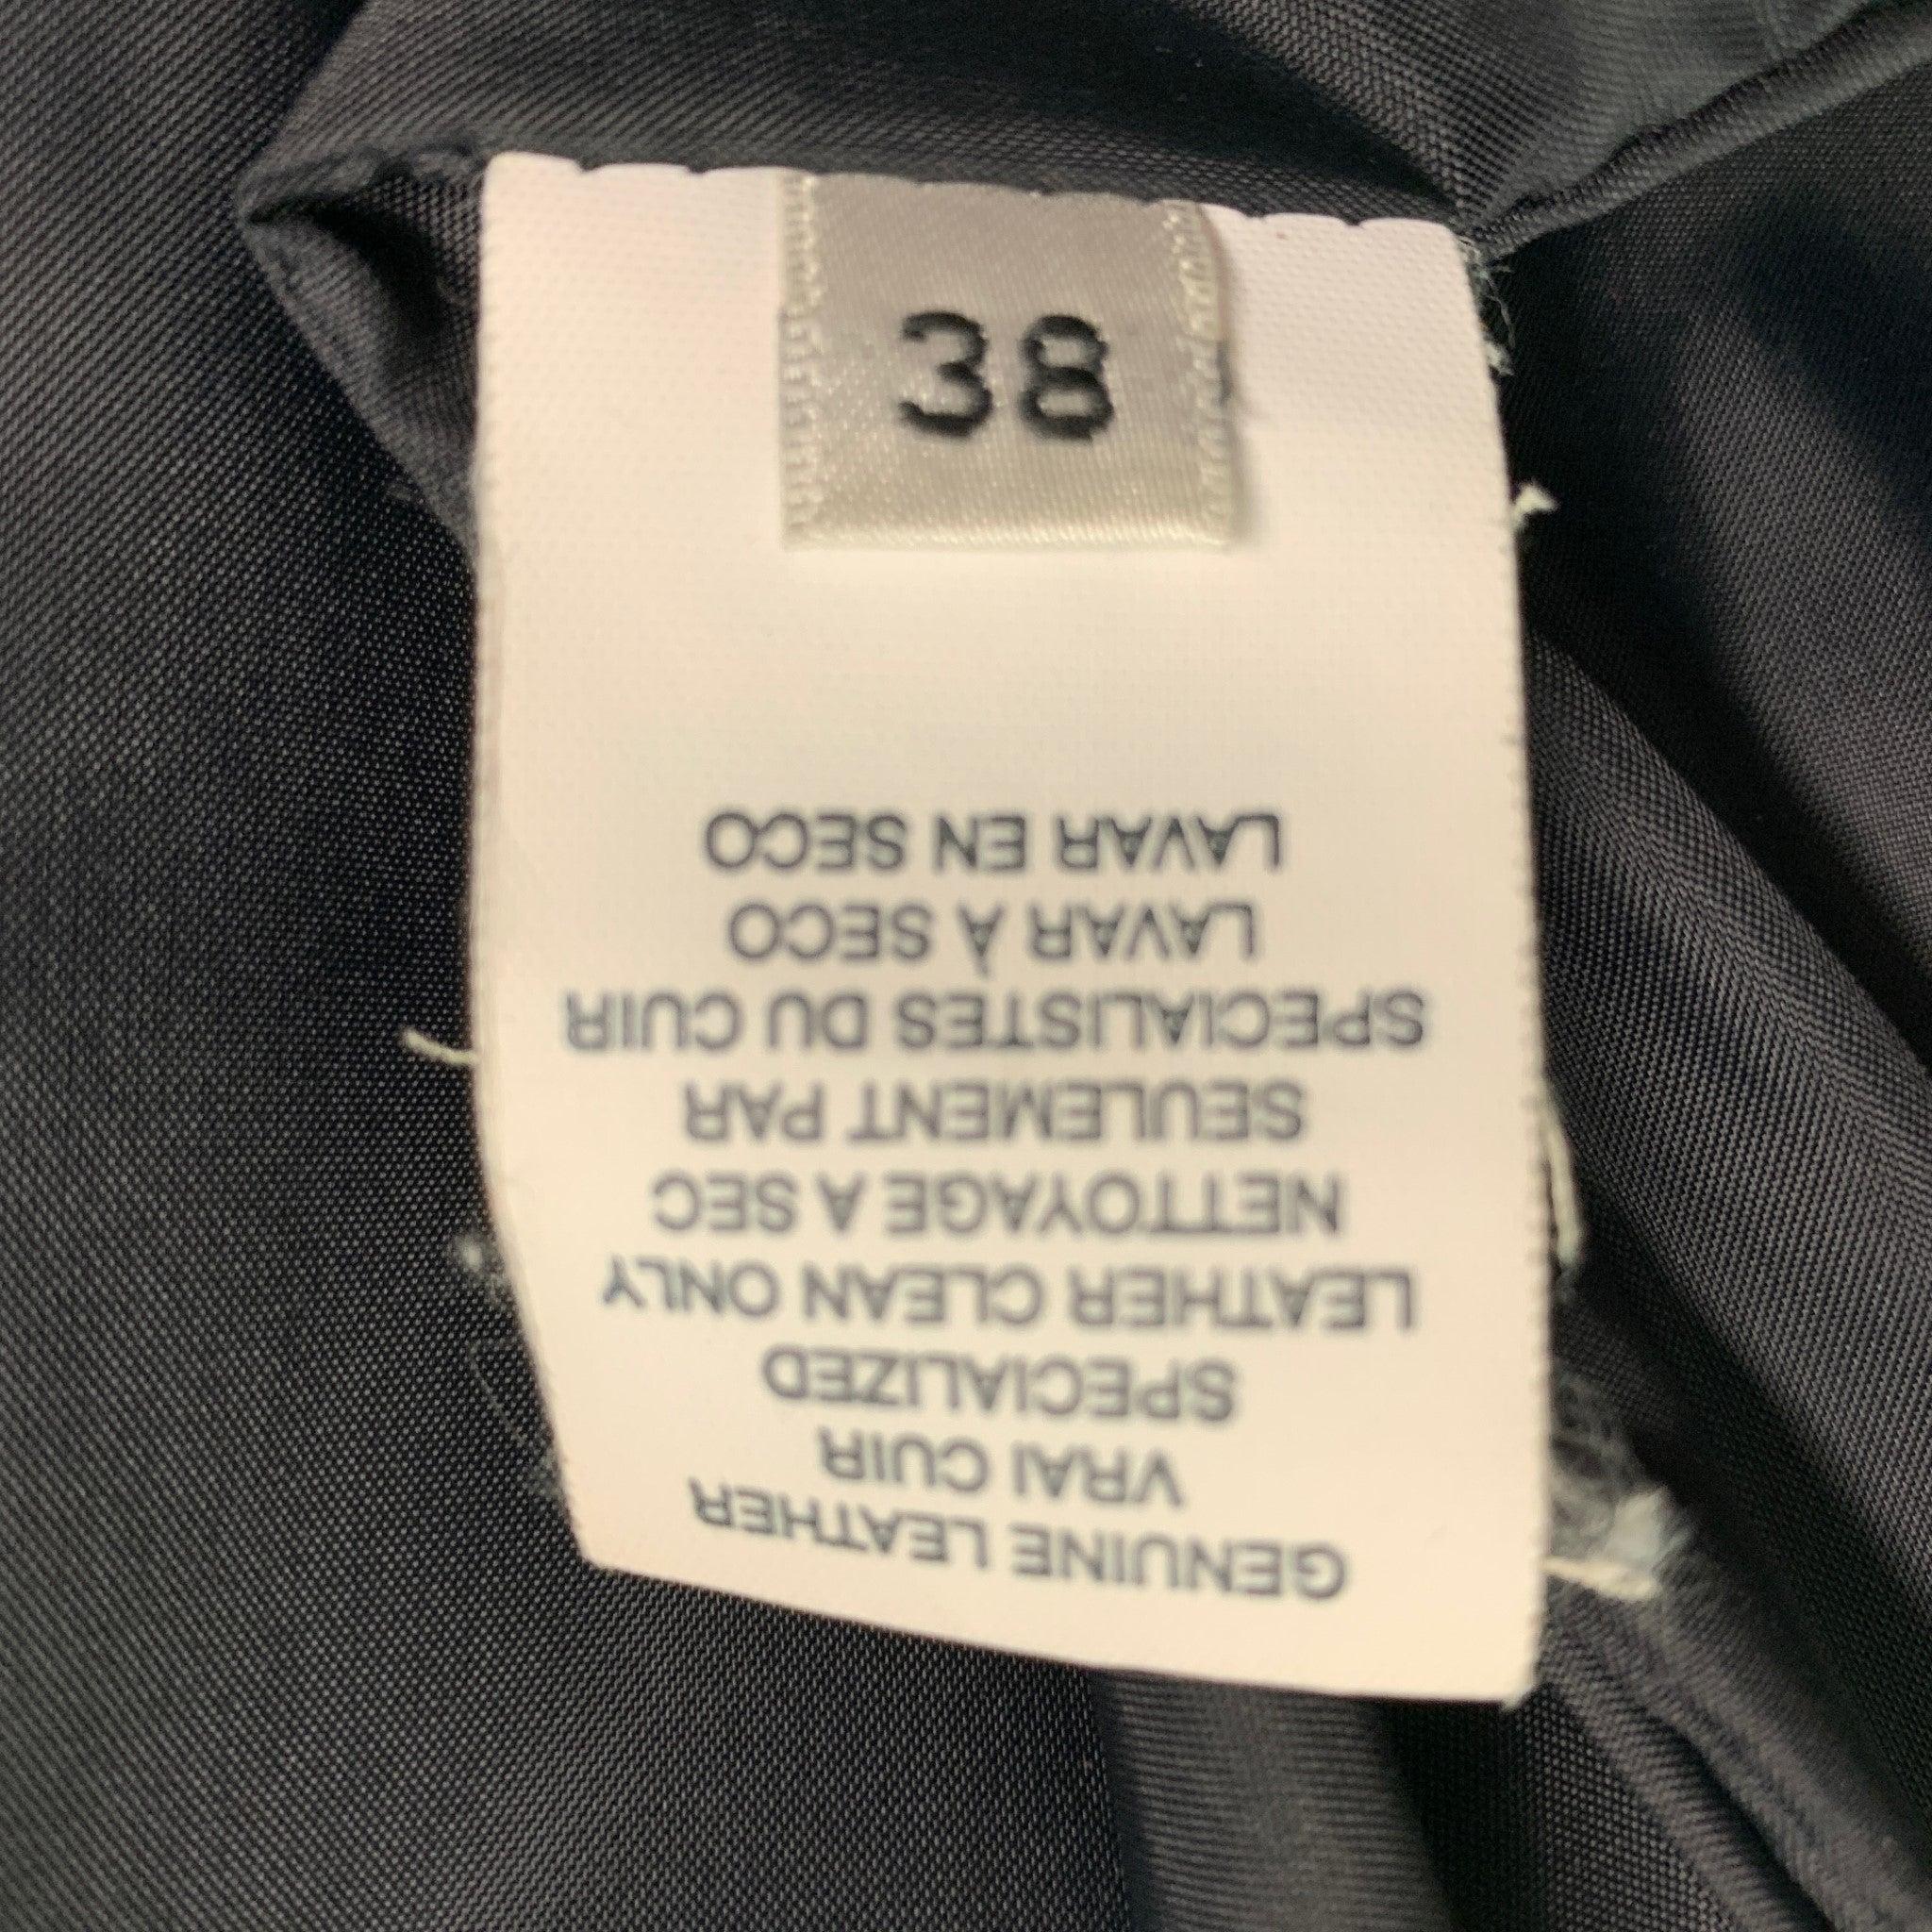 38
GENUINE LEATHER
VRAI CUIR
SPECIALIZED
LEATHER CLEAN ONLY
NETTOYAGE A SEC
SEULEMENT PAR
SPECIALISTES DU CUIR
LAVAR À SECO
LAVAR EN SECO